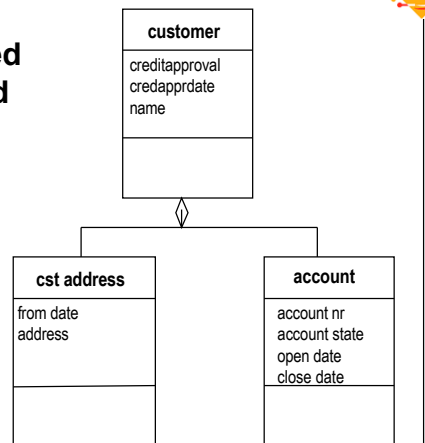 customer
creditapproval
credapprdate
name
cst address
from date
address
account
account nr
account state
open date
close date